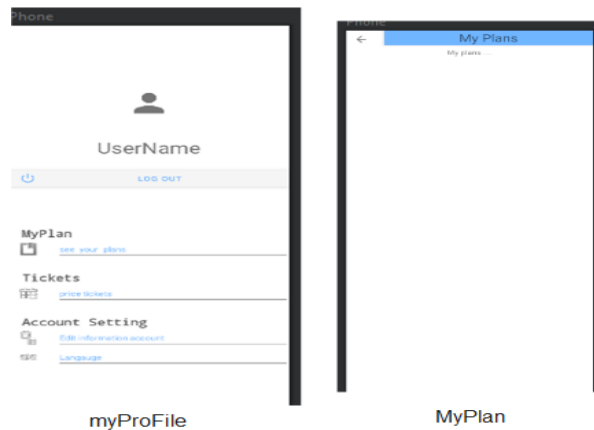 Phone
UserName
LOG OUT
MyPlan
see your plans
Tickets
price tickets
Account Setting
Edit information account
Langauge
myProFile
Phone
My Plans
My plans ...
MyPlan